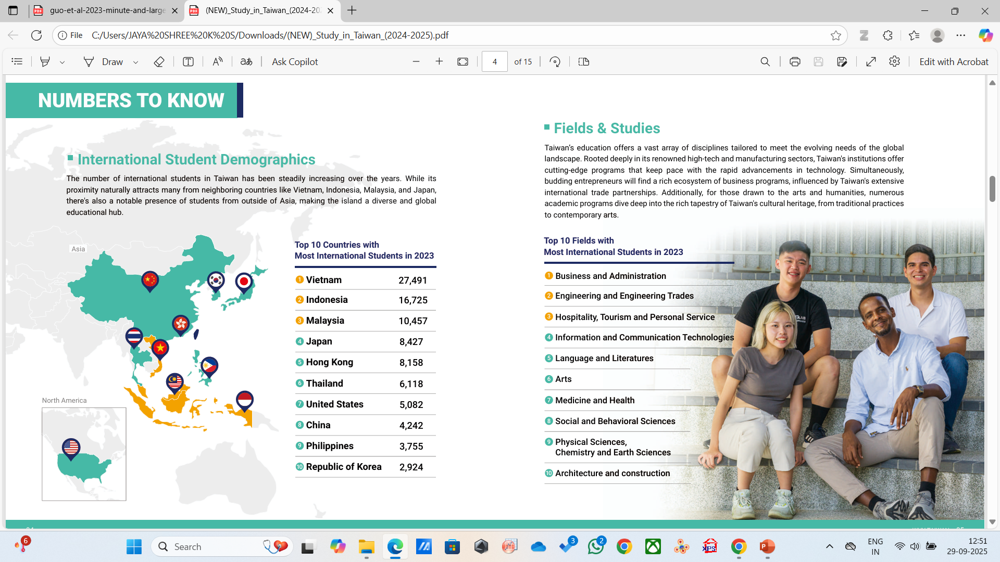 guo-et-al-2023-minute-and-large
(NEW)_Study_in_Taiwan_(2024-20
File
C:/Users/JAYA%20SHREE%20K%20S/Downloads/(NEW)_Study_in_Taiwan_(2024-2025).pdf
Draw
Ask Copilot
4 of 15
Edit with Acrobat
NUMBERS TO KNOW
International Student Demographics
The number of international students in Taiwan has been steadily increasing over the years. While its
proximity naturally attracts many from neighboring countries like Vietnam, Indonesia, Malaysia, and Japan,
there's also a notable presence of students from outside of Asia, making the island a diverse and global
educational hub.
Asia
North America
Top 10 Countries with
Most International Students in 2023
1 Vietnam 27,491
2 Indonesia 16,725
3 Malaysia 10,457
4 Japan 8,427
5 Hong Kong 8,158
6 Thailand 6,118
7 United States 5,082
8 China 4,242
9 Philippines 3,755
10 Republic of Korea 2,924
Fields & Studies
Taiwan's education offers a vast array of disciplines tailored to meet the evolving needs of the global
landscape. Rooted deeply in its renowned high-tech and manufacturing sectors, Taiwan's institutions offer
cutting-edge programs that keep pace with the rapid advancements in technology. Simultaneously,
budding entrepreneurs will find a rich ecosystem of business programs, influenced by Taiwan's extensive
international trade partnerships. Additionally, for those drawn to the arts and humanities, numerous
academic programs dive deep into the rich tapestry of Taiwan's cultural heritage, from traditional practices
to contemporary arts.
Top 10 Fields with
Most International Students in 2023
1 Business and Administration
2 Engineering and Engineering Trades
3 Hospitality, Tourism and Personal Service
4 Information and Communication Technologies
5 Language and Literatures
6 Arts
7 Medicine and Health
8 Social and Behavioral Sciences
9 Physical Sciences,
Chemistry and Earth Sciences
10 Architecture and construction
6
Search
3
2
XPS
ENG
IN
12:51
29-09-2025